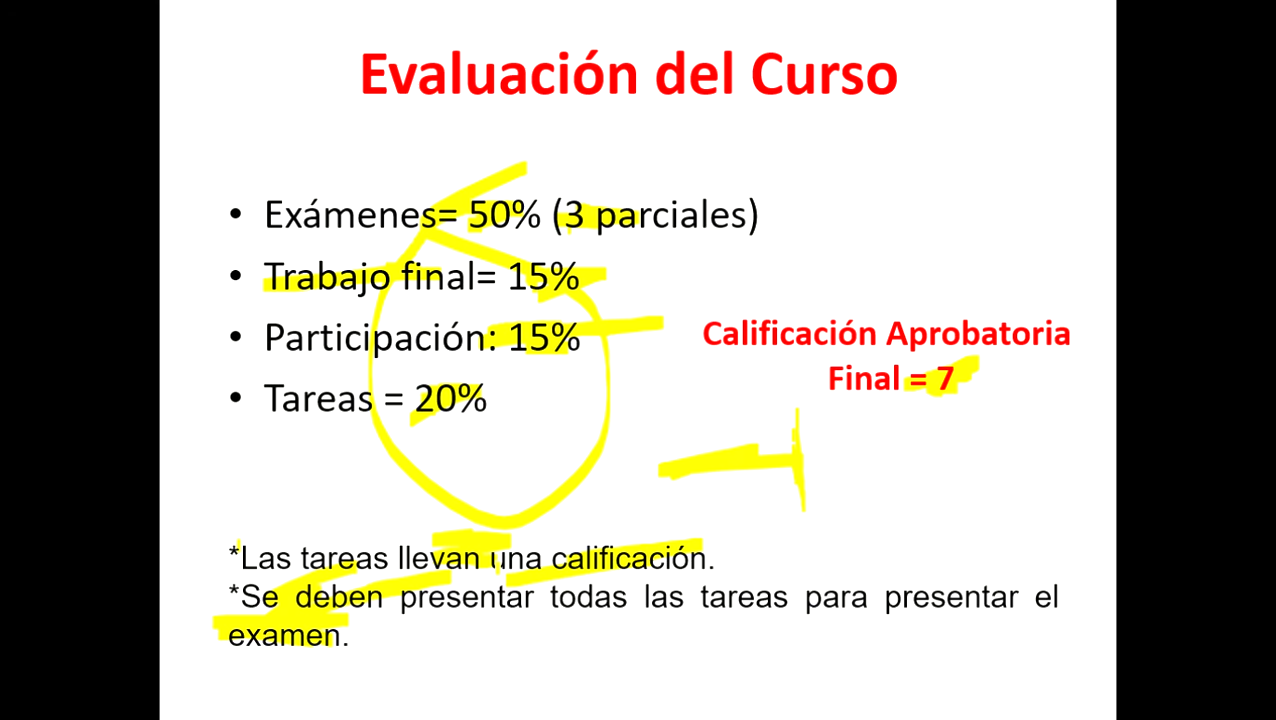 Evaluación del Curso
• Exámenes= 50% (3 parciales)
• Trabajo final= 15%
• Participación: 15%
• Tareas = 20%
Calificación Aprobatoria
Final = 7
*Las tareas llevan una calificación.
*Se deben presentar todas las tareas para presentar el
examen.